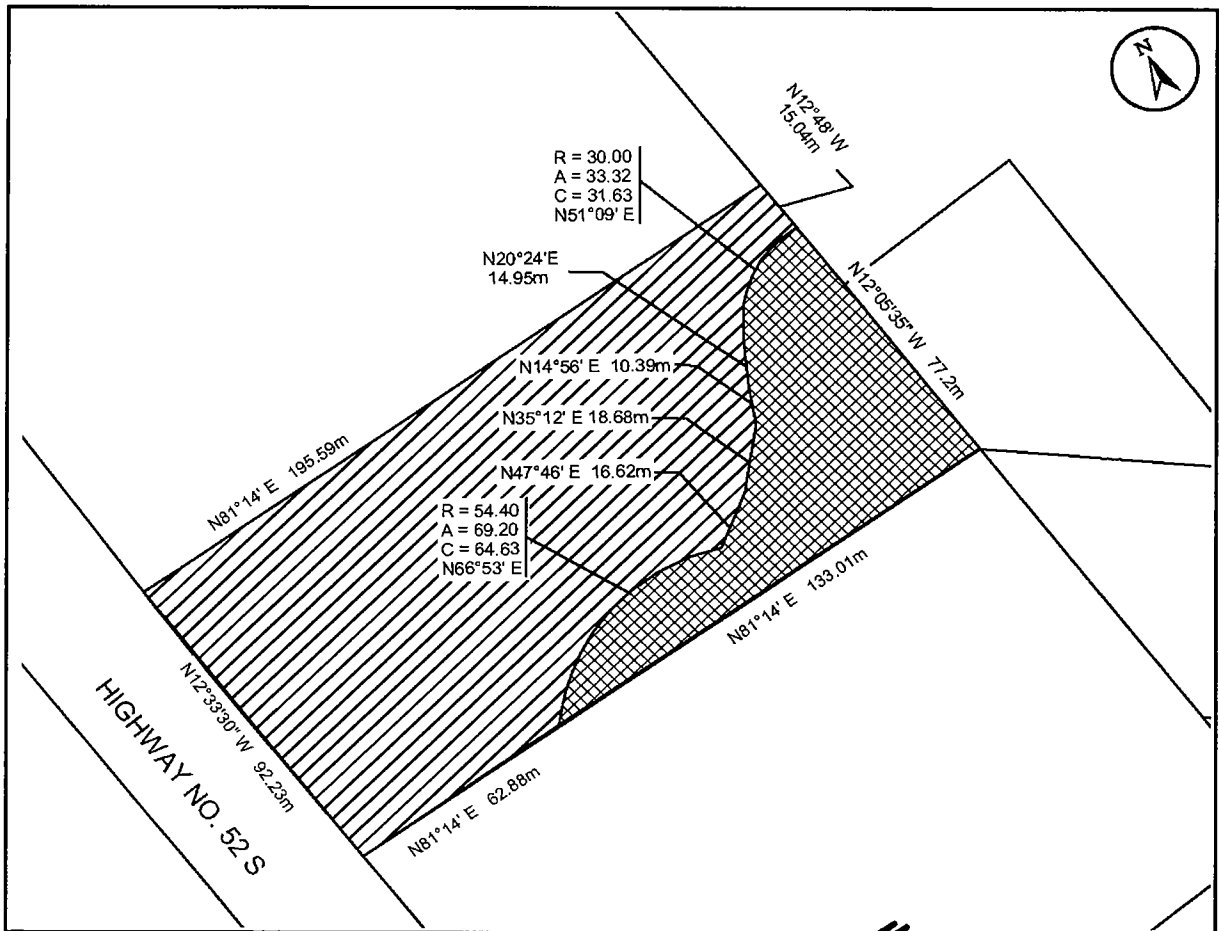 N
N12°48' W
15.04m
R = 30.00
A = 33.32
C = 31.63
N51°09' E
N20°24'E
14.95m
N12°05'35" W 77.2m
N14°56' E 10.39m
N35°12' E 18.68m
N81°14' E 195.59m
N47°46' E 16.62m
R = 54.40
A = 69.20
C = 64.63
N66°53' E
N81°14' E 133.01m
N12°33'30" W 92.23m
HIGHWAY NO. 52 S
N81°14' E 62.88m